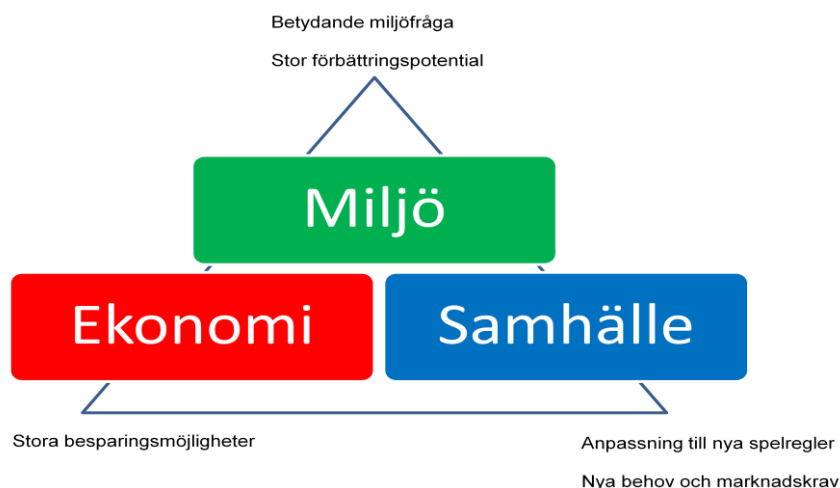 Betydande miljöfråga
Stor förbättringspotential
Miljö
Ekonomi
Samhälle
Stora besparingsmöjligheter
Anpassning till nya spelregler
Nya behov och marknadskrav